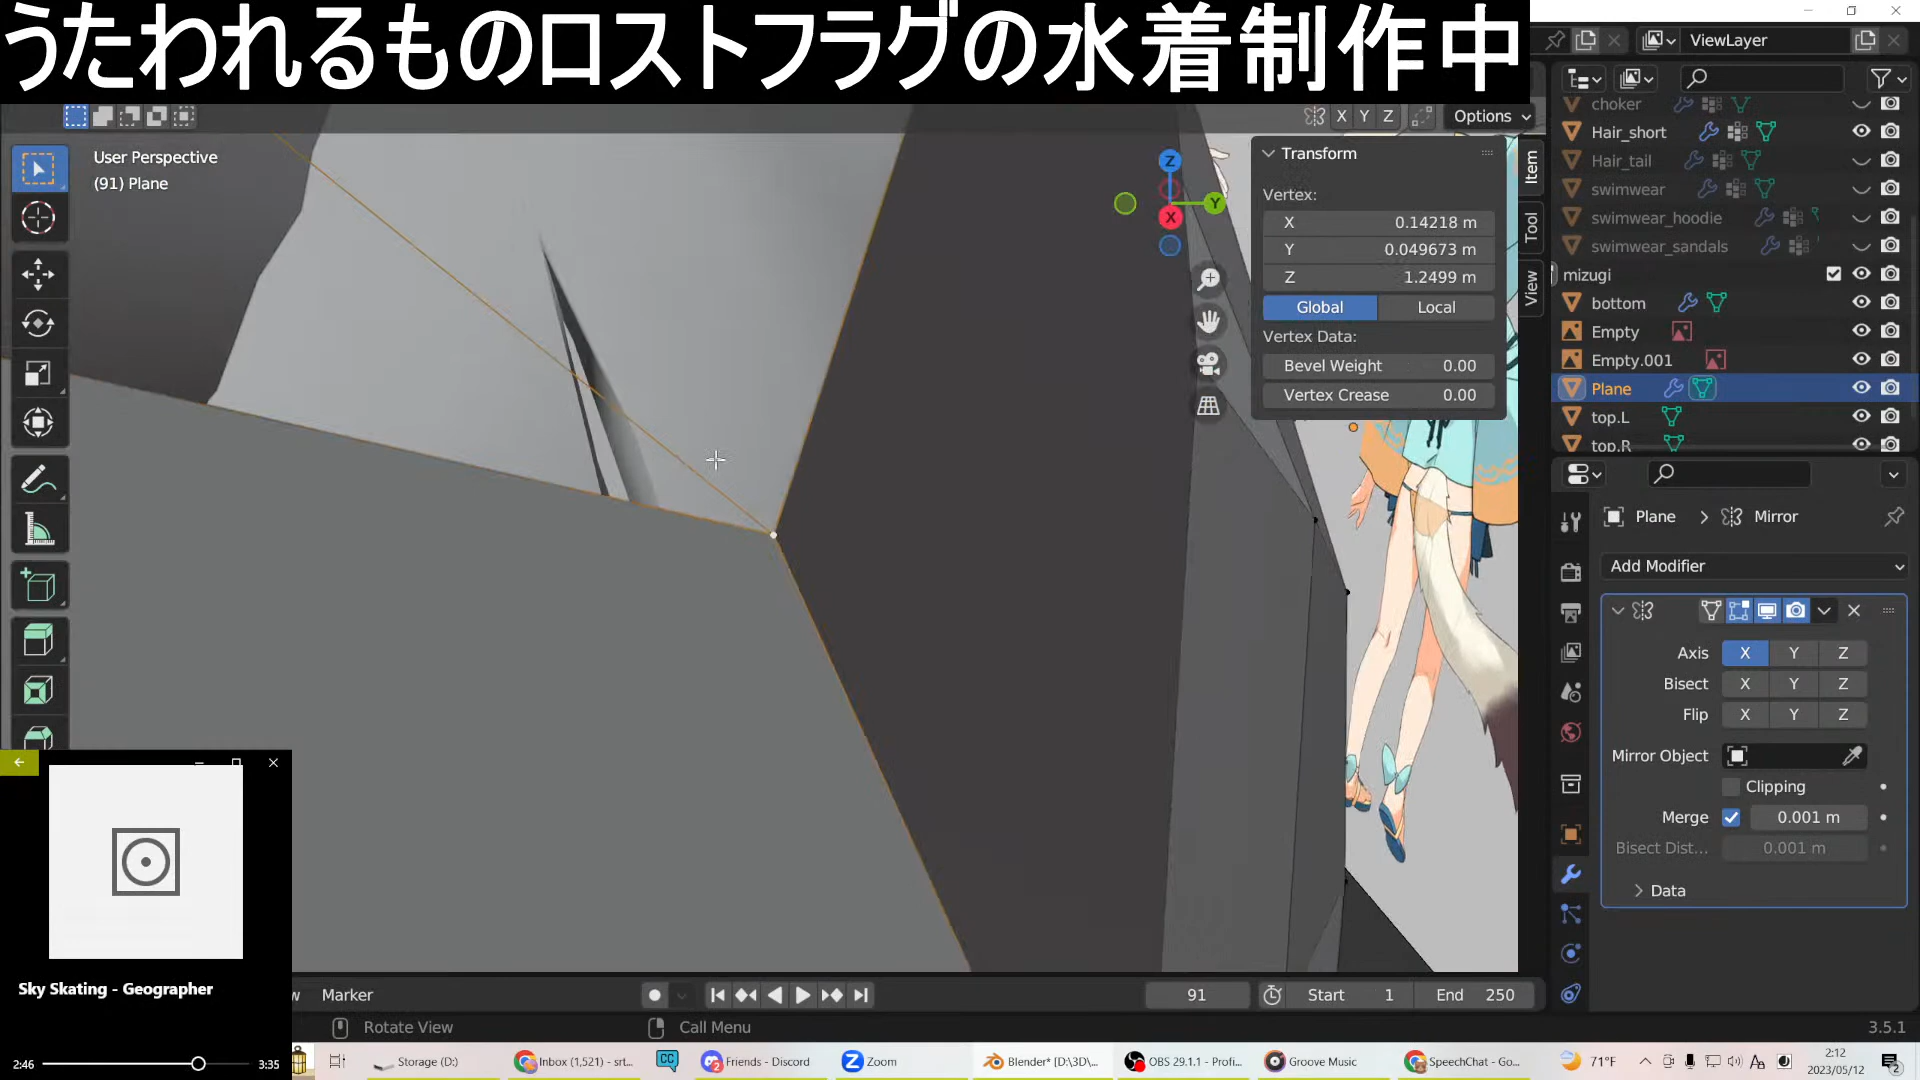 うたわれるものロストフラグの水着制作中
ViewLayer
X Y Z
Options
User Perspective
(91) Plane
Z
Y
X
Transform
Vertex:
X 0.14218 m
Y 0.049673 m
Z 1.2499 m
Global Local
Vertex Data:
Bevel Weight 0.00
Vertex Crease 0.00
Item
Tool
View
choker
Hair_short
Hair_tail
swimwear
swimwear_hoodie
swimwear_sandals
mizugi
bottom
Empty
Empty.001
Plane
top.L
top.R
Plane > Mirror
Add Modifier
Axis X Y Z
Bisect X Y Z
Flip X Y Z
Mirror Object
Clipping
Merge 0.001 m
Bisect Dist... 0.001 m
Data
Sky Skating - Geographer
2:46 3:35
w Marker
91
Start 1
End 250
Rotate View
Call Menu
3.5.1
Storage (D:)
Inbox (1,521) - srt...
CC
Friends - Discord
Zoom
Blender* [D:\3D\...
OBS 29.1.1 - Profi...
Groove Music
SpeechChat - Go...
71°F
A
2:12
2023/05/12
2